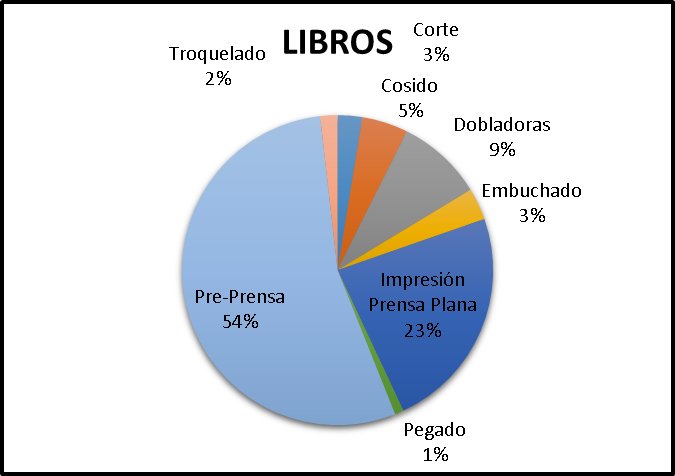 LIBROS
Corte
3%
Cosido
5%
Dobladoras
9%
Embuchado
3%
Impresión
Prensa Plana
23%
Pegado
1%
Pre-Prensa
54%
Troquelado
2%